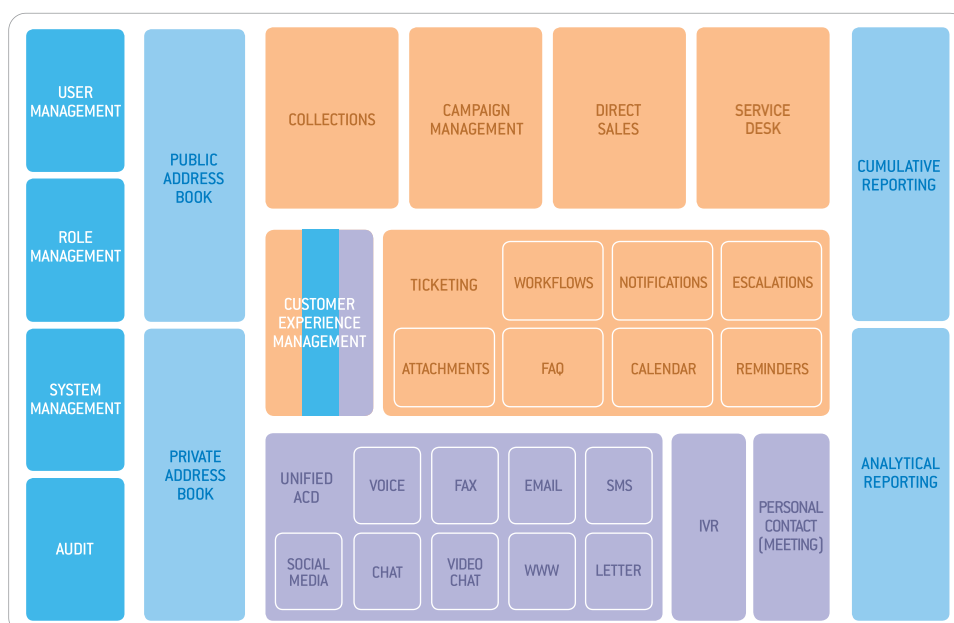 USER
MANAGEMENT
ROLE
MANAGEMENT
SYSTEM
MANAGEMENT
AUDIT
PUBLIC
ADDRESS
BOOK
PRIVATE
ADDRESS
BOOK
COLLECTIONS
CAMPAIGN
MANAGEMENT
DIRECT
SALES
SERVICE
DESK
CUSTOMER
EXPERIENCE
MANAGEMENT
TICKETING
WORKFLOWS
NOTIFICATIONS
ESCALATIONS
ATTACHMENTS
FAQ
CALENDAR
REMINDERS
UNIFIED
ACD
VOICE
FAX
EMAIL
SMS
SOCIAL
MEDIA
CHAT
VIDEO
CHAT
WWW
LETTER
IVR
PERSONAL
CONTACT
(MEETING)
CUMULATIVE
REPORTING
ANALYTICAL
REPORTING